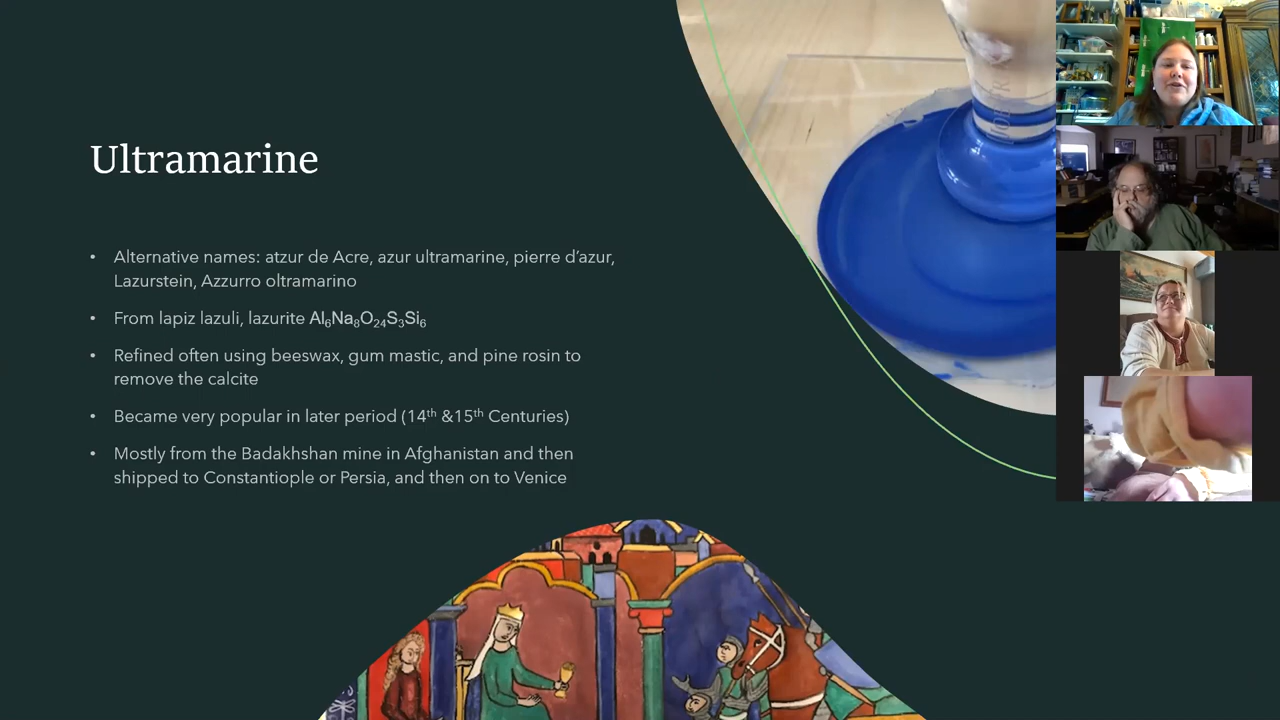 Ultramarine
• Alternative names: atzur de Acre, azur ultramarine, pierre d’azur,
Lazurstein, Azzurro oltramarino
• From lapiz lazuli, lazurite Al₆Na₈O₂₄S₃Si₆
• Refined often using beeswax, gum mastic, and pine rosin to
remove the calcite
• Became very popular in later period (14th &15th Centuries)
• Mostly from the Badakhshan mine in Afghanistan and then
shipped to Constantiople or Persia, and then on to Venice